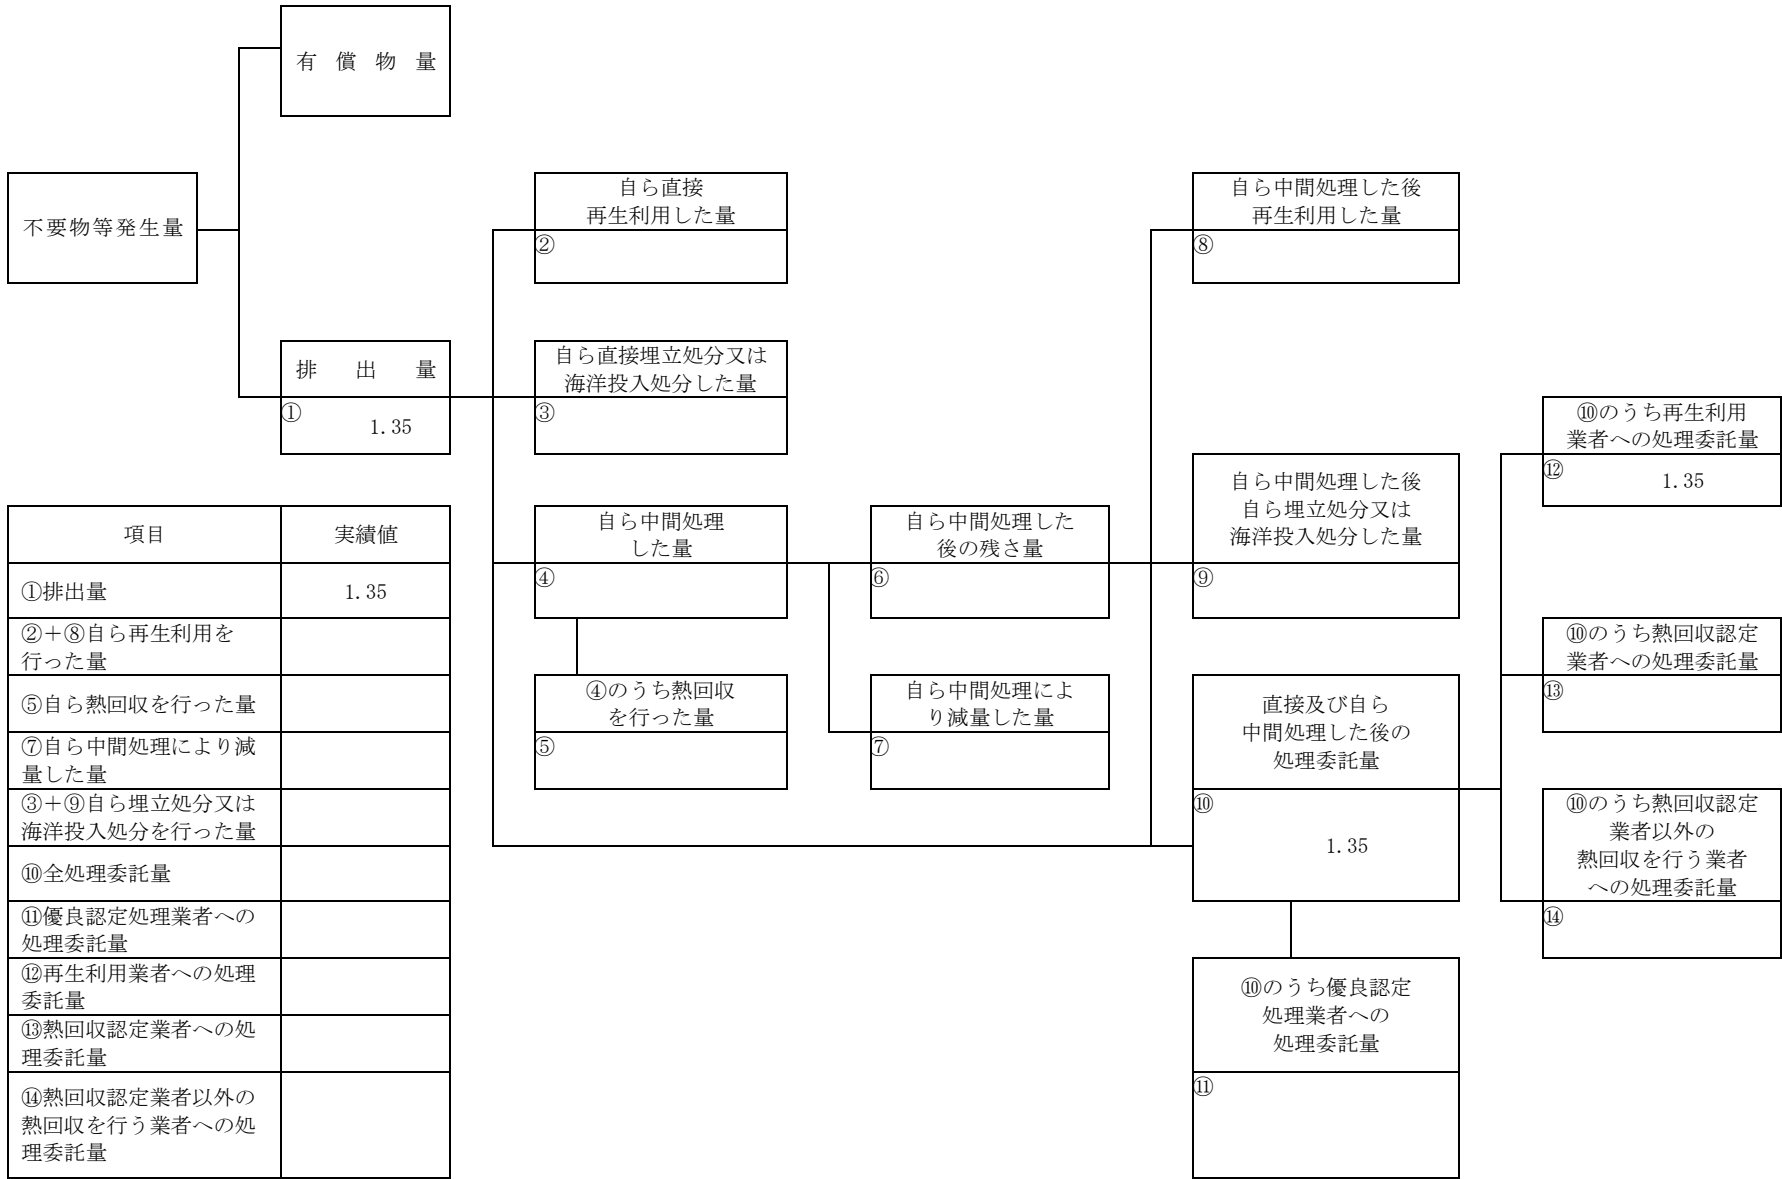 有償物量
不要物等発生量
自ら直接
再生利用した量
②
自ら中間処理した後
再生利用した量
⑧
排出量
①
1.35
自ら直接埋立処分又は
海洋投入処分した量
③
⑩のうち再生利用
業者への処理委託量
⑫
1.35
自ら中間処理した後
自ら埋立処分又は
海洋投入処分した量
⑨
自ら中間処理
した量
④
自ら中間処理した
後の残さ量
⑥
⑩のうち熱回収認定
業者への処理委託量
⑬
④のうち熱回収
を行った量
⑤
自ら中間処理によ
り減量した量
⑦
直接及び自ら
中間処理した後の
処理委託量
⑩
1.35
⑩のうち熱回収認定
業者以外の
熱回収を行う業者
への処理委託量
⑭
⑩のうち優良認定
処理業者への
処理委託量
⑪
項目
実績値
①排出量
1.35
②＋⑧自ら再生利用を
行った量
⑤自ら熱回収を行った量
⑦自ら中間処理により減
量した量
③＋⑨自ら埋立処分又は
海洋投入処分を行った量
⑩全処理委託量
⑪優良認定処理業者への
処理委託量
⑫再生利用業者への処理
委託量
⑬熱回収認定業者への処
理委託量
⑭熱回収認定業者以外の
熱回収を行う業者への処
理委託量